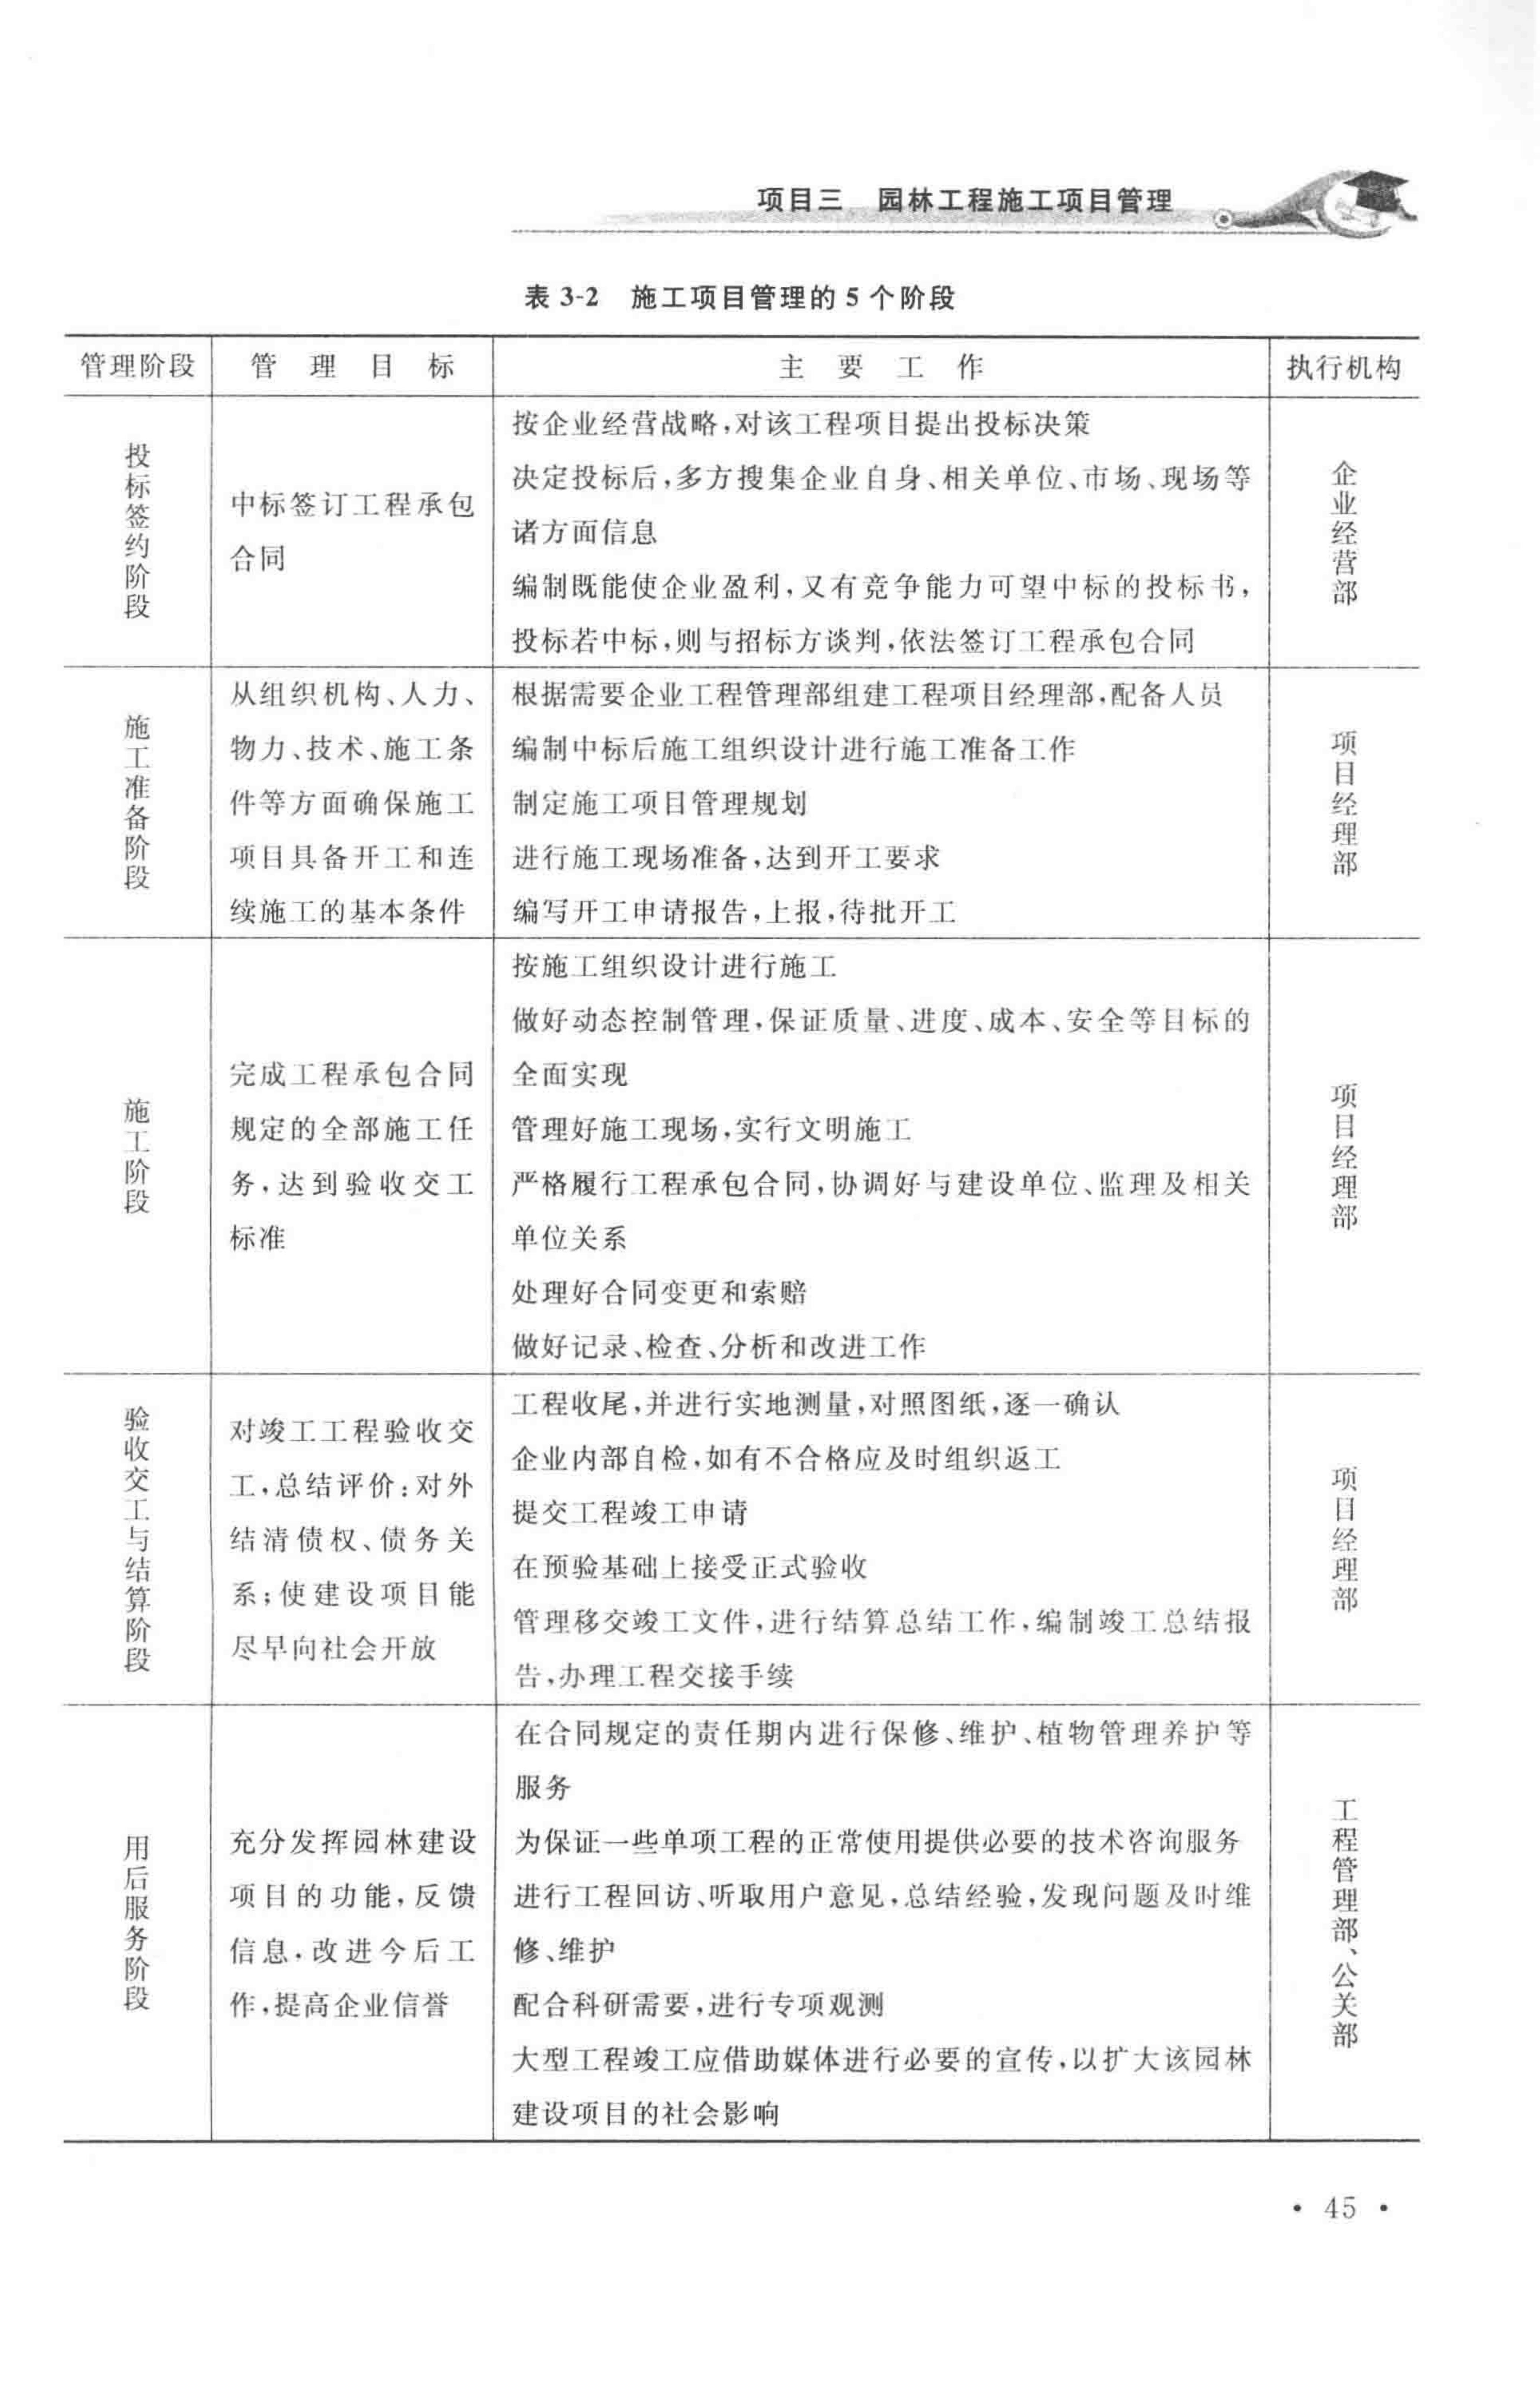 项目三 园林工程施工项目管理
表 3-2 施工项目管理的 5 个阶段
管理阶段 管理目标 主要工作 执行机构
投标签约阶段
中标签订工程承包
合同
按企业经营战略,对该工程项目提出投标决策
决定投标后,多方搜集企业自身、相关单位、市场、现场等
诸方面信息
编制既能使企业盈利,又有竞争能力可望中标的投标书,
投标若中标,则与招标方谈判,依法签订工程承包合同
企业经营部
施工准备阶段
从组织机构、人力、
物力、技术、施工条
件等方面确保施工
项目具备开工和连
续施工的基本条件
根据需要企业工程管理部组建工程项目经理部,配备人员
编制中标后施工组织设计进行施工准备工作
制定施工项目管理规划
进行施工现场准备,达到开工要求
编写开工申请报告,上报,待批开工
项目经理部
施工阶段
完成工程承包合同
规定的全部施工任
务,达到验收交工
标准
按施工组织设计进行施工
做好动态控制管理,保证质量、进度、成本、安全等目标的
全面实现
管理好施工现场,实行文明施工
严格履行工程承包合同,协调好与建设单位、监理及相关
单位关系
处理好合同变更和索赔
做好记录、检查、分析和改进工作
项目经理部
验收交工与结算阶段
对竣工工程验收交
工,总结评价;对外
结清债权、债务关
系;使建设项目能
尽早向社会开放
工程收尾,并进行实地测量,对照图纸,逐一确认
企业内部自检,如有不合格应及时组织返工
提交工程竣工申请
在预验基础上接受正式验收
管理移交竣工文件,进行结算总结工作,编制竣工总结报
告,办理工程交接手续
项目经理部
用后服务阶段
充分发挥园林建设
项目的功能,反馈
信息,改进今后工
作,提高企业信誉
在合同规定的责任期内进行保修、维护、植物管理养护等
服务
为保证一些单项工程的正常使用提供必要的技术咨询服务
进行工程回访、听取用户意见,总结经验,发现问题及时维
修、维护
配合科研需要,进行专项观测
大型工程竣工应借助媒体进行必要的宣传,以扩大该园林
建设项目的社会影响
工程管理部、公关部
• 45 •